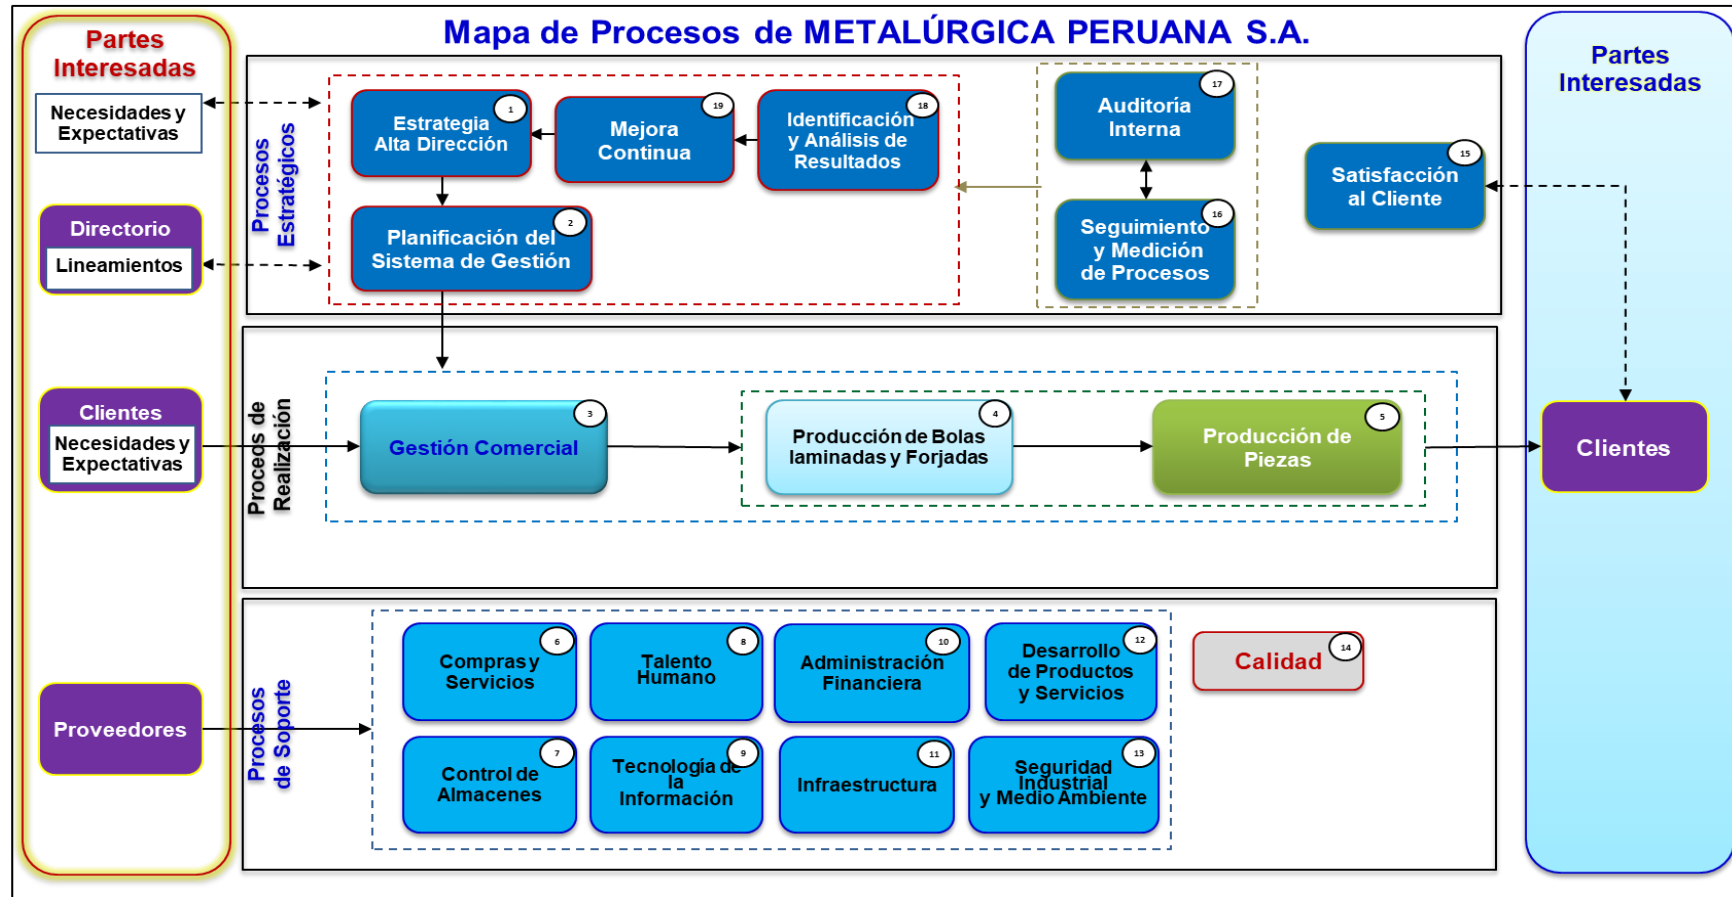 Mapa de Procesos de METALÚRGICA PERUANA S.A.
Partes
Interesadas
Necesidades y
Expectativas
Directorio
Lineamientos
Clientes
Necesidades y
Expectativas
Proveedores
Procesos
Estratégicos
1
Estrategia
Alta Dirección
19
Mejora
Continua
18
Identificación
y Análisis de
Resultados
2
Planificación del
Sistema de Gestión
17
Auditoría
Interna
16
Seguimiento
y Medición
de Procesos
15
Satisfacción
al Cliente
Proceos de
Realización
3
Gestión Comercial
4
Producción de Bolas
laminadas y Forjadas
5
Producción de
Piezas
Procesos
de Soporte
6
Compras y
Servicios
8
Talento
Humano
10
Administración
Financiera
12
Desarrollo
de Productos
y Servicios
14
Calidad
7
Control de
Almacenes
9
Tecnología de
la
Información
11
Infraestructura
13
Seguridad
Industrial
y Medio Ambiente
Partes
Interesadas
Clientes